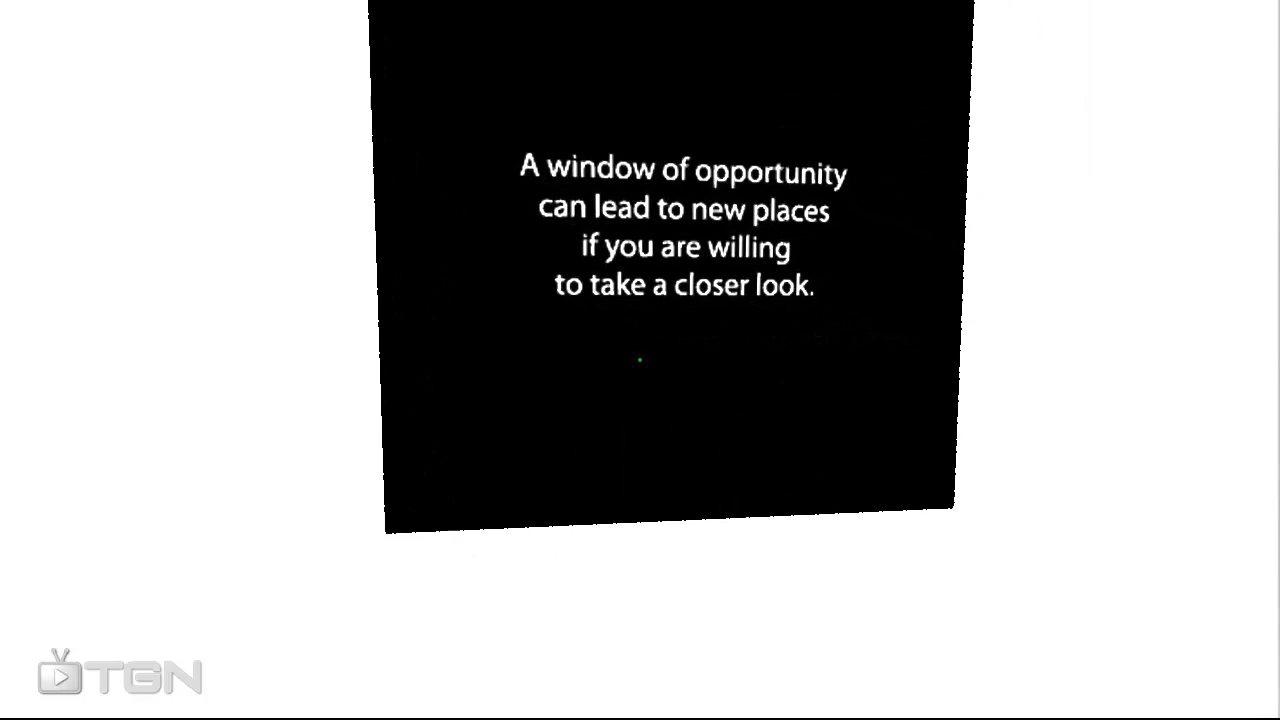 A window of opportunity
can lead to new places
if you are willing
to take a closer look.
TGN